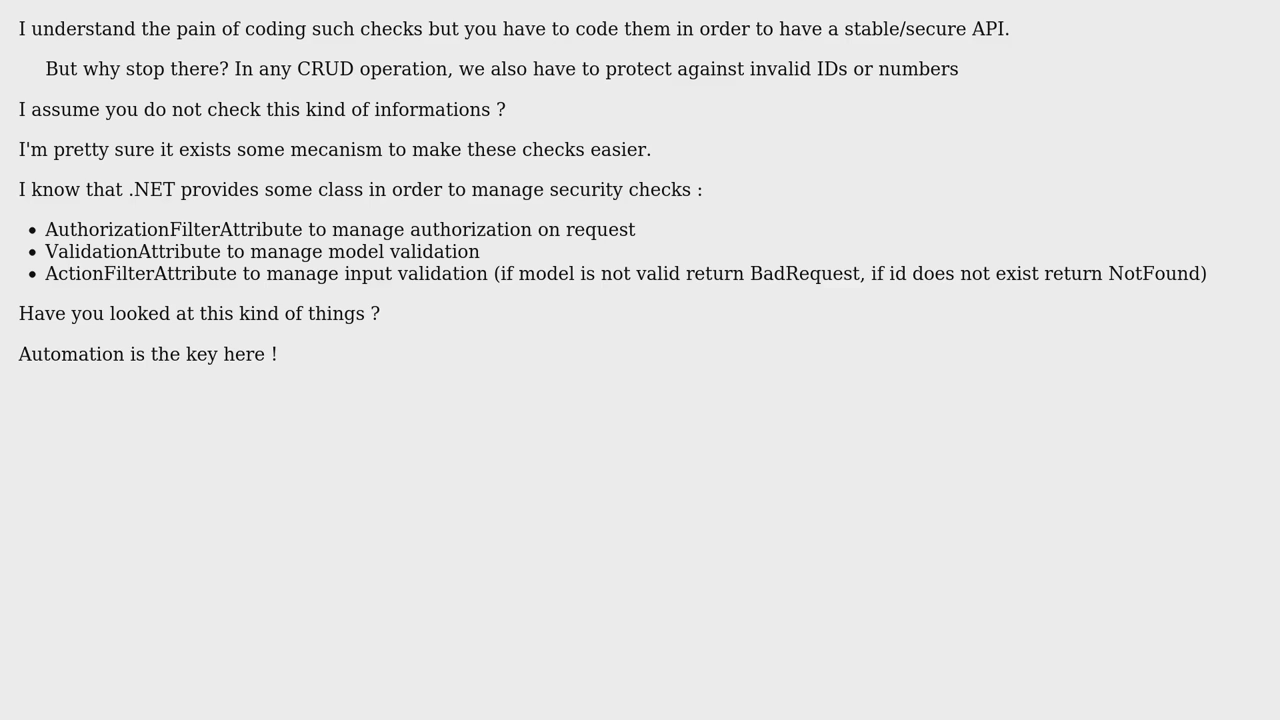 I understand the pain of coding such checks but you have to code them in order to have a stable/secure API.
But why stop there? In any CRUD operation, we also have to protect against invalid IDs or numbers
I assume you do not check this kind of informations ?
I'm pretty sure it exists some mecanism to make these checks easier.
I know that .NET provides some class in order to manage security checks :
• AuthorizationFilterAttribute to manage authorization on request
• ValidationAttribute to manage model validation
• ActionFilterAttribute to manage input validation (if model is not valid return BadRequest, if id does not exist return NotFound)
Have you looked at this kind of things ?
Automation is the key here !